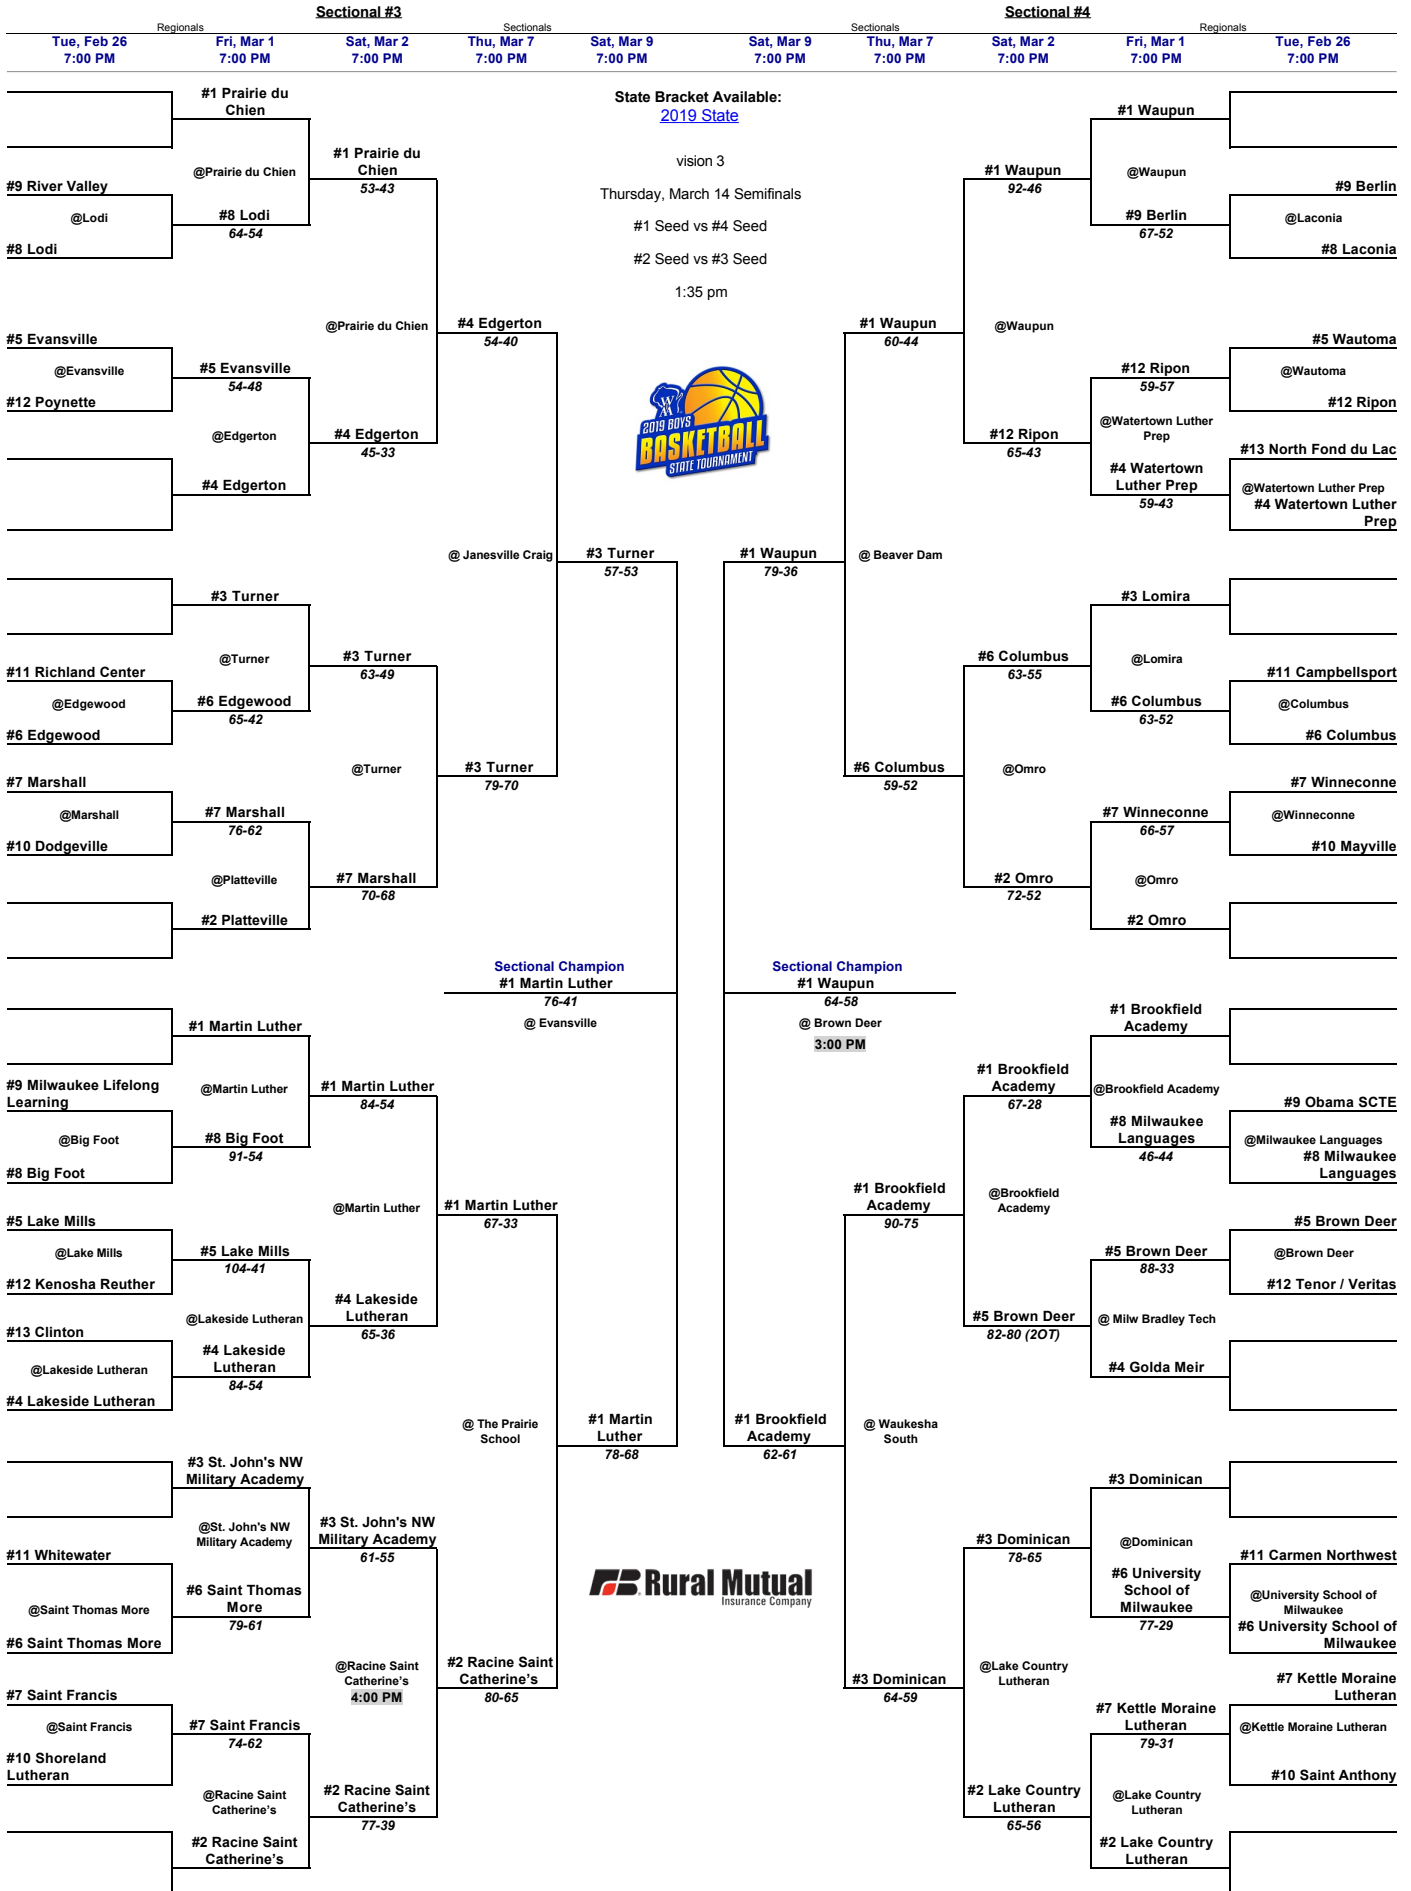 Sectional #3
Sectional #4
Regionals
Sectionals
Sectionals
Regionals
Tue, Feb 26
7:00 PM
Fri, Mar 1
7:00 PM
Sat, Mar 2
7:00 PM
Thu, Mar 7
7:00 PM
Sat, Mar 9
7:00 PM
Sat, Mar 9
7:00 PM
Thu, Mar 7
7:00 PM
Sat, Mar 2
7:00 PM
Fri, Mar 1
7:00 PM
Tue, Feb 26
7:00 PM
#9 River Valley
@Lodi
#8 Lodi
#5 Evansville
@Evansville
#12 Poynette
#11 Richland Center
@Edgewood
#6 Edgewood
#7 Marshall
@Marshall
#10 Dodgeville
#9 Milwaukee Lifelong
Learning
@Big Foot
#8 Big Foot
#5 Lake Mills
@Lake Mills
#12 Kenosha Reuther
#13 Clinton
@Lakeside Lutheran
#4 Lakeside Lutheran
#11 Whitewater
@Saint Thomas More
#6 Saint Thomas More
#7 Saint Francis
@Saint Francis
#10 Shoreland
Lutheran
#1 Prairie du
Chien
@Prairie du Chien
#8 Lodi
64-54
#5 Evansville
54-48
@Edgerton
#4 Edgerton
#3 Turner
@Turner
#6 Edgewood
65-42
#7 Marshall
76-62
@Platteville
#2 Platteville
#1 Martin Luther
@Martin Luther
#8 Big Foot
91-54
#5 Lake Mills
104-41
@Lakeside Lutheran
#4 Lakeside
Lutheran
84-54
#3 St. John's NW
Military Academy
@St. John's NW
Military Academy
#6 Saint Thomas
More
79-61
#7 Saint Francis
74-62
@Racine Saint
Catherine's
#2 Racine Saint
Catherine's
#1 Prairie du
Chien
53-43
@Prairie du Chien
#4 Edgerton
45-33
#3 Turner
63-49
@Turner
#7 Marshall
70-68
#1 Martin Luther
84-54
@Martin Luther
#4 Lakeside
Lutheran
65-36
#3 St. John's NW
Military Academy
61-55
@Racine Saint
Catherine's
4:00 PM
#2 Racine Saint
Catherine's
77-39
#4 Edgerton
54-40
@ Janesville Craig
#3 Turner
79-70
#1 Martin Luther
67-33
@ The Prairie
School
#2 Racine Saint
Catherine's
80-65
#3 Turner
57-53
Sectional Champion
#1 Martin Luther
76-41
@ Evansville
#1 Martin
Luther
78-68
State Bracket Available:
2019 State
vision 3
Thursday, March 14 Semifinals
#1 Seed vs #4 Seed
#2 Seed vs #3 Seed
1:35 pm
2019 BOYS
BASKETBALL
STATE TOURNAMENT
Rural Mutual
Insurance Company
#1 Waupun
79-36
Sectional Champion
#1 Waupun
64-58
@ Brown Deer
3:00 PM
#1 Brookfield
Academy
62-61
#1 Waupun
60-44
@ Beaver Dam
#6 Columbus
59-52
#1 Brookfield
Academy
90-75
@ Waukesha
South
#3 Dominican
64-59
#1 Waupun
92-46
@Waupun
#12 Ripon
65-43
#6 Columbus
63-55
@Omro
#2 Omro
72-52
#1 Brookfield
Academy
67-28
@Brookfield
Academy
#5 Brown Deer
82-80 (2OT)
#3 Dominican
78-65
@Lake Country
Lutheran
#2 Lake Country
Lutheran
65-56
#1 Waupun
@Waupun
#9 Berlin
67-52
#12 Ripon
59-57
@Watertown Luther
Prep
#4 Watertown
Luther Prep
59-43
#3 Lomira
@Lomira
#6 Columbus
63-52
#7 Winneconne
66-57
@Omro
#2 Omro
#1 Brookfield
Academy
@Brookfield Academy
#8 Milwaukee
Languages
46-44
#5 Brown Deer
88-33
@ Milw Bradley Tech
#4 Golda Meir
#3 Dominican
@Dominican
#6 University
School of
Milwaukee
77-29
#7 Kettle Moraine
Lutheran
79-31
@Lake Country
Lutheran
#2 Lake Country
Lutheran
#9 Berlin
@Laconia
#8 Laconia
#5 Wautoma
@Wautoma
#12 Ripon
#13 North Fond du Lac
@Watertown Luther Prep
#4 Watertown Luther
Prep
#11 Campbellsport
@Columbus
#6 Columbus
#7 Winneconne
@Winneconne
#10 Mayville
#9 Obama SCTE
@Milwaukee Languages
#8 Milwaukee
Languages
#5 Brown Deer
@Brown Deer
#12 Tenor / Veritas
#11 Carmen Northwest
@University School of
Milwaukee
#6 University School of
Milwaukee
#7 Kettle Moraine
Lutheran
@Kettle Moraine Lutheran
#10 Saint Anthony